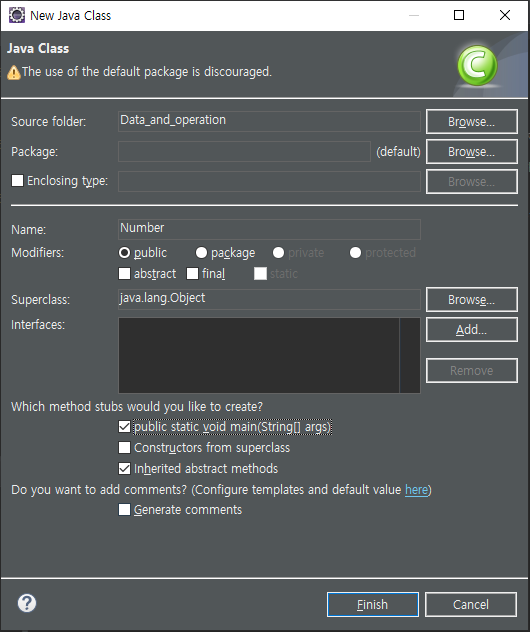 New Java Class
Java Class
The use of the default package is discouraged.
Source folder: Data_and_operation Browse...
Package: (default) Browse...
Enclosing type: Browse...
Name: Number
Modifiers: public package private protected
abstract final static
Superclass: java.lang.Object Browse...
Interfaces: Add...
Remove
Which method stubs would you like to create?
public static void main(String[] args)
Constructors from superclass
Inherited abstract methods
Do you want to add comments? (Configure templates and default value here)
Generate comments
? Finish Cancel